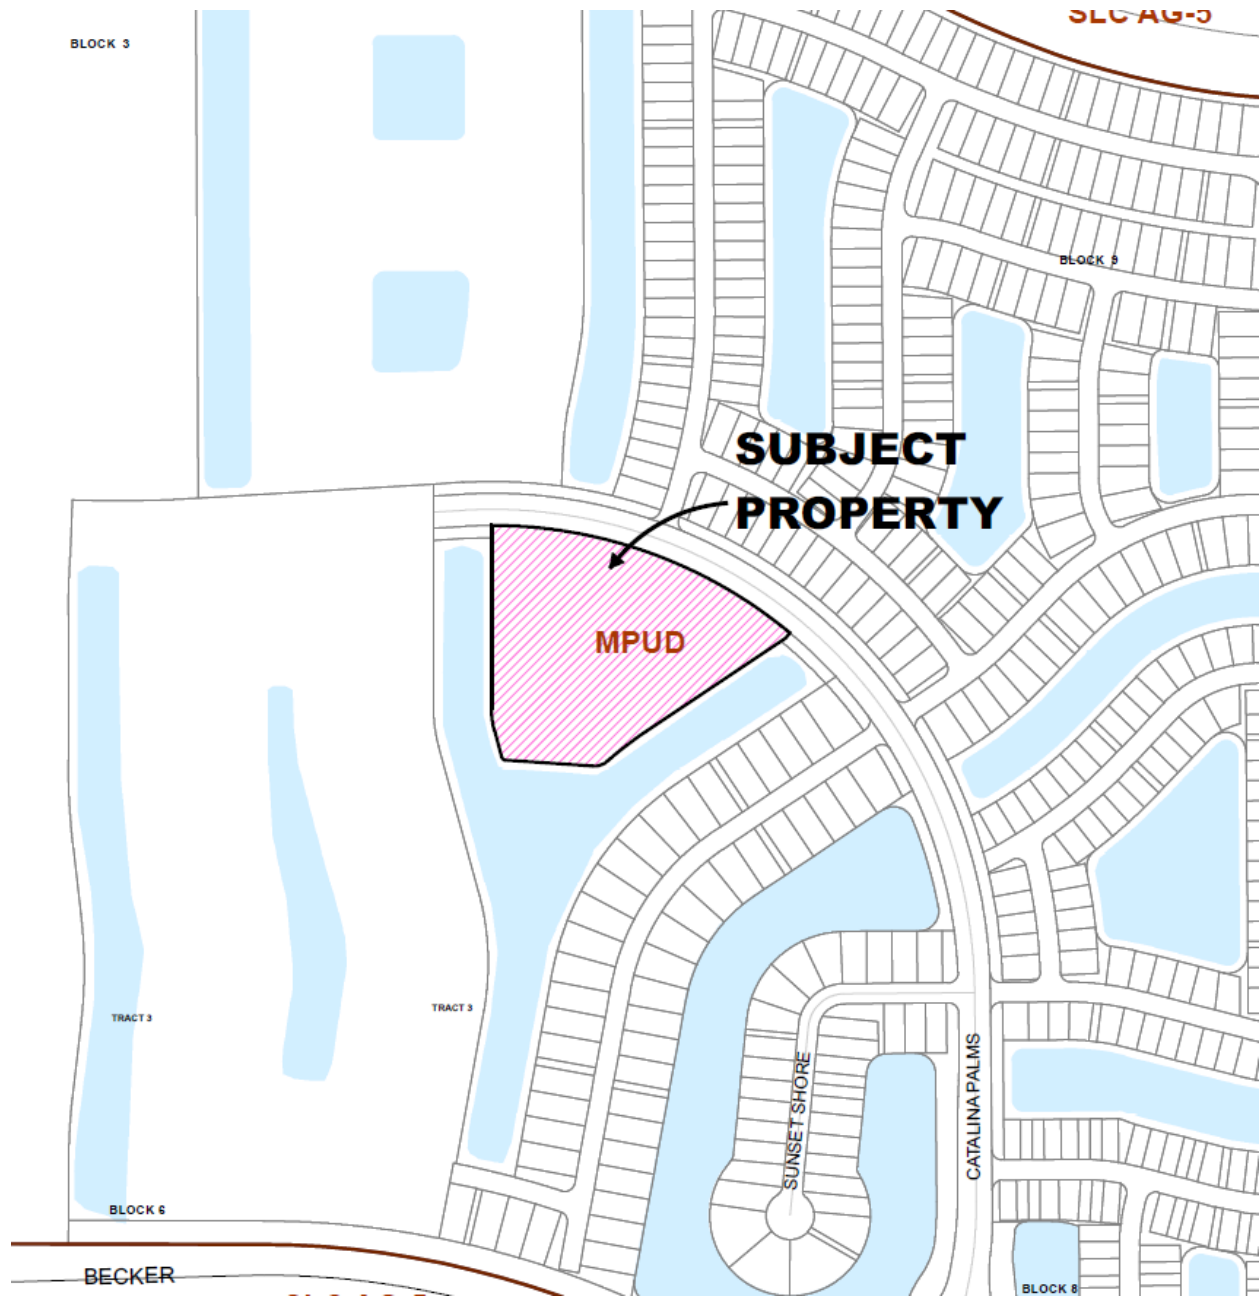 SLC AG-5
BLOCK 3
BLOCK 9
SUBJECT
PROPERTY
MPUD
TRACT 3
TRACT 3
SUNSET SHORE
CATALINA PALMS
BLOCK 6
BECKER
BLOCK 8